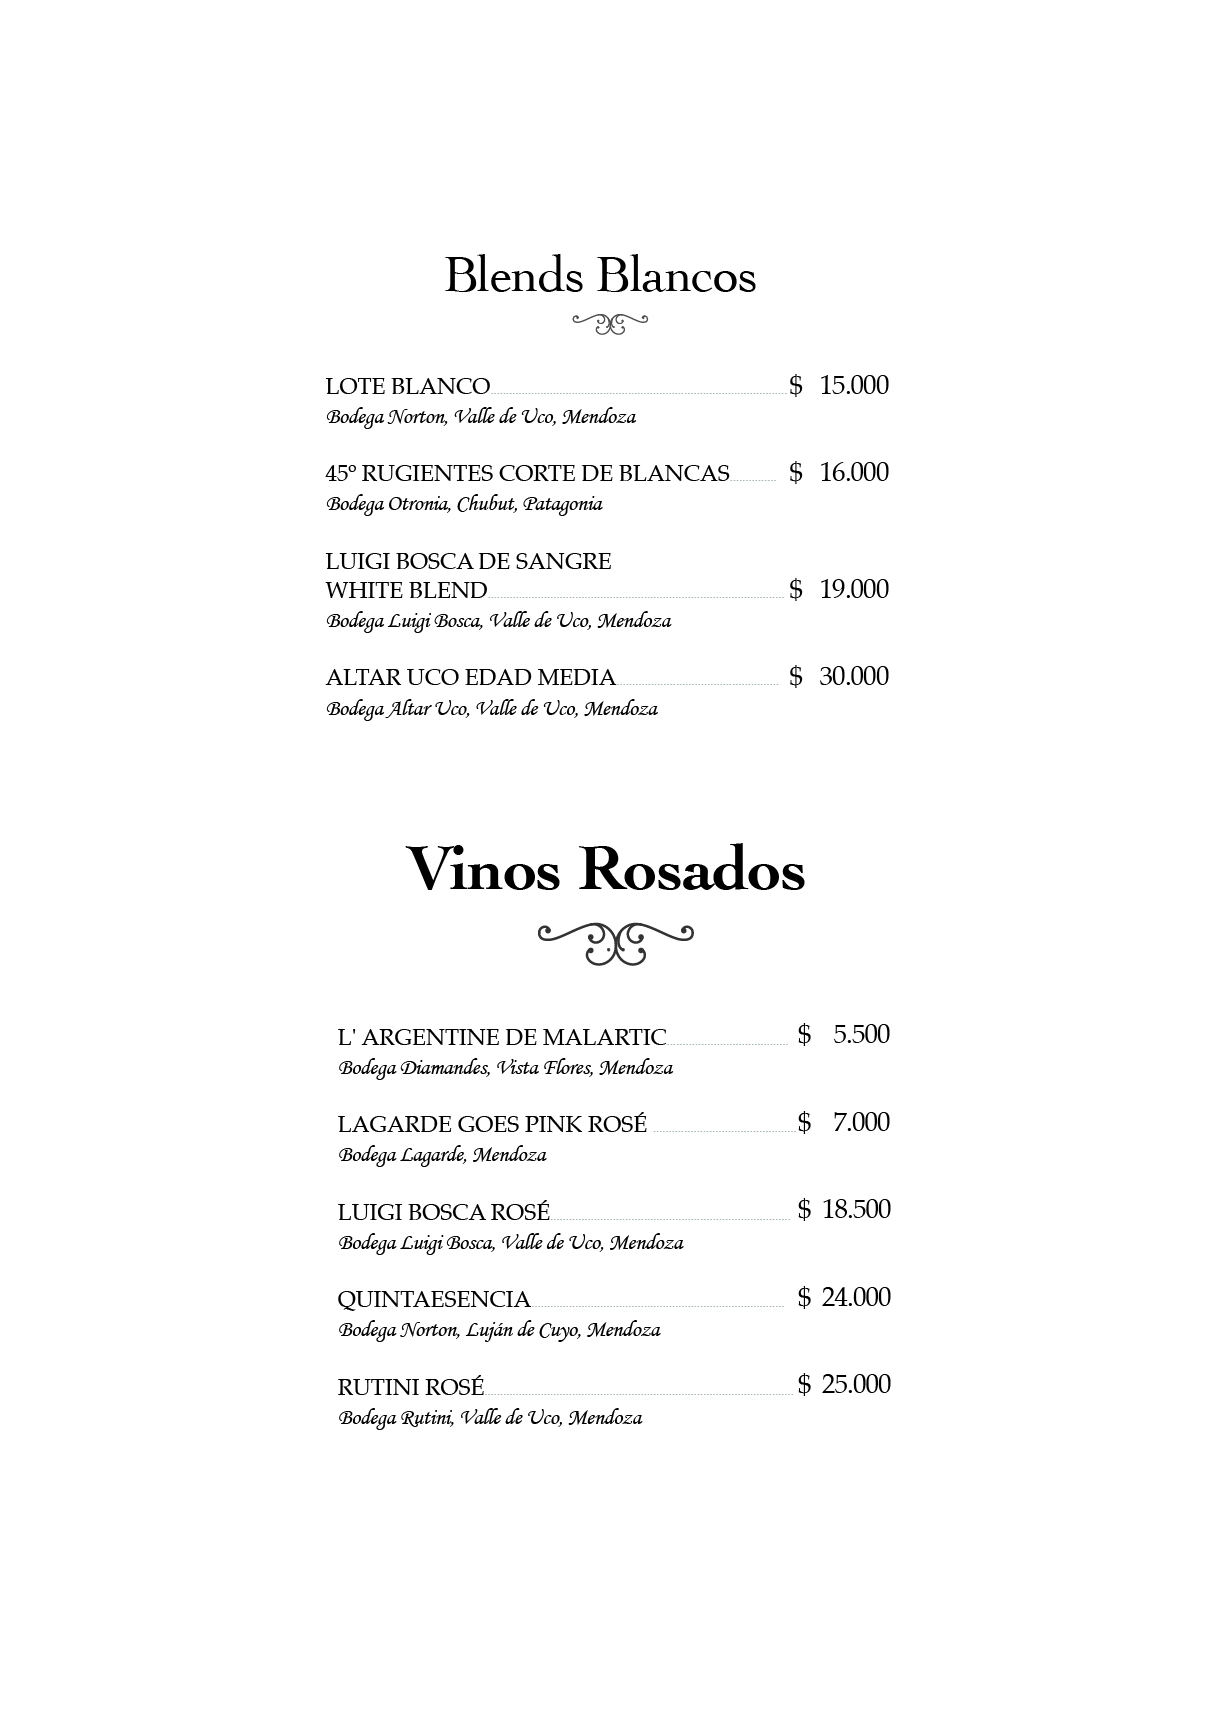 Blends Blancos
LOTE BLANCO $ 15.000
Bodega Norton, Valle de Uco, Mendoza
45º RUGIENTES CORTE DE BLANCAS $ 16.000
Bodega Otronia, Chubut, Patagonia
LUIGI BOSCA DE SANGRE
WHITE BLEND $ 19.000
Bodega Luigi Bosca, Valle de Uco, Mendoza
ALTAR UCO EDAD MEDIA $ 30.000
Bodega Altar Uco, Valle de Uco, Mendoza
Vinos Rosados
L' ARGENTINE DE MALARTIC $ 5.500
Bodega Diamandes, Vista Flores, Mendoza
LAGARDE GOES PINK ROSÉ $ 7.000
Bodega Lagarde, Mendoza
LUIGI BOSCA ROSÉ $ 18.500
Bodega Luigi Bosca, Valle de Uco, Mendoza
QUINTAESENCIA $ 24.000
Bodega Norton, Luján de Cuyo, Mendoza
RUTINI ROSÉ $ 25.000
Bodega Rutini, Valle de Uco, Mendoza